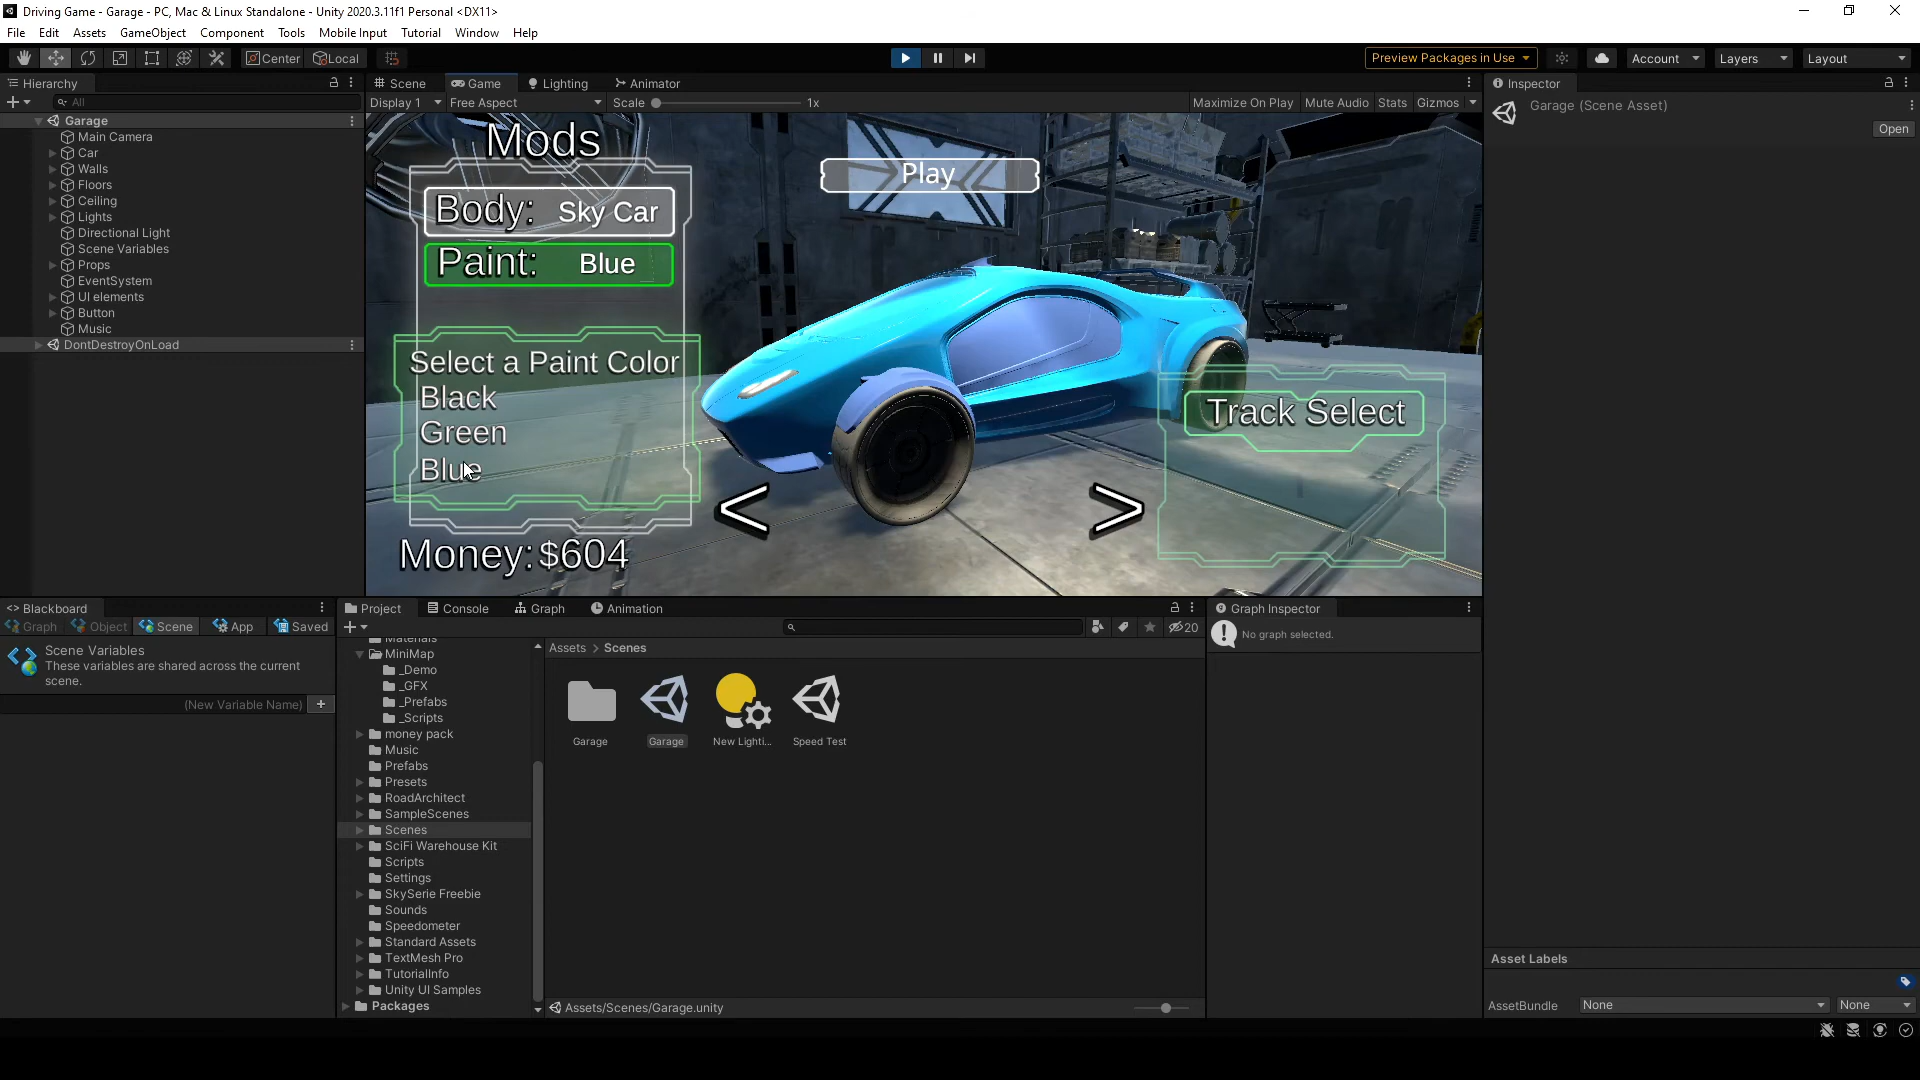 Driving Game - Garage - PC, Mac & Linux Standalone - Unity 2020.3.11f1 Personal <DX11>
File Edit Assets GameObject Component Tools Mobile Input Tutorial Window Help
Center Local Preview Packages in Use Account Layers Layout
Hierarchy
All
Garage
Main Camera
Car
Walls
Floors
Ceiling
Lights
Directional Light
Scene Variables
Props
EventSystem
UI elements
Button
Music
DontDestroyOnLoad
Scene Game Lighting Animator
Display 1 Free Aspect Scale 1x Maximize On Play Mute Audio Stats Gizmos
Mods
Body: Sky Car
Paint: Blue
Select a Paint Color
Black
Green
Blue
Money: $604
Play
Track Select
< >
Inspector
Garage (Scene Asset)
Open
Blackboard
Graph Object Scene App Saved
Scene Variables
These variables are shared across the current
scene.
(New Variable Name) +
Project Console Graph Animation
20
Materials
MiniMap
_Demo
_GFX
_Prefabs
_Scripts
money pack
Music
Prefabs
Presets
RoadArchitect
SampleScenes
Scenes
SciFi Warehouse Kit
Scripts
Settings
SkySerie Freebie
Sounds
Speedometer
Standard Assets
TextMesh Pro
TutorialInfo
Unity UI Samples
Packages
Assets > Scenes
Garage Garage New Lighti... Speed Test
Assets/Scenes/Garage.unity
Graph Inspector
No graph selected.
Asset Labels
AssetBundle None None